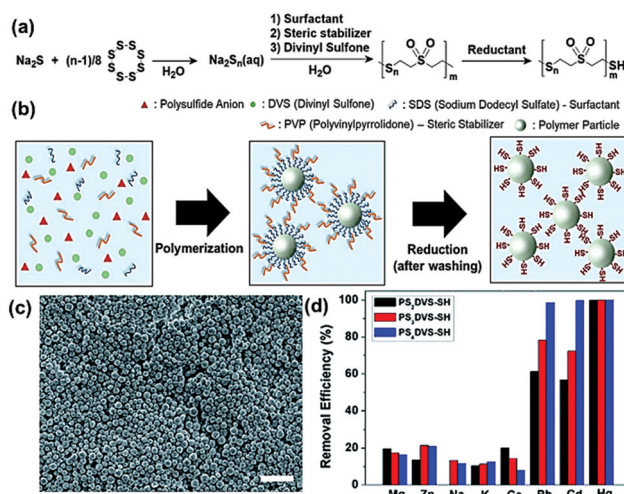 (a)
Na2S + (n-1)/8
S S S S S S S S
H2O
Na2Sn(aq)
1) Surfactant
2) Steric stabilizer
3) Divinyl Sulfone
H2O
O O
S
Sn
m
Reductant
O O
S
Sn
SH
m
(b)
: Polysulfide Anion
: DVS (Divinyl Sulfone)
: SDS (Sodium Dodecyl Sulfate) - Surfactant
: PVP (Polyvinylpyrrolidone) – Steric Stabilizer
: Polymer Particle
Polymerization
Reduction
(after washing)
HS SH
(c)
(d)
Removal Efficiency (%)
100
80
60
40
20
0
PS2DVS-SH
PS3DVS-SH
PS4DVS-SH
Mg Zn Na K Ca Pb Cd Hg